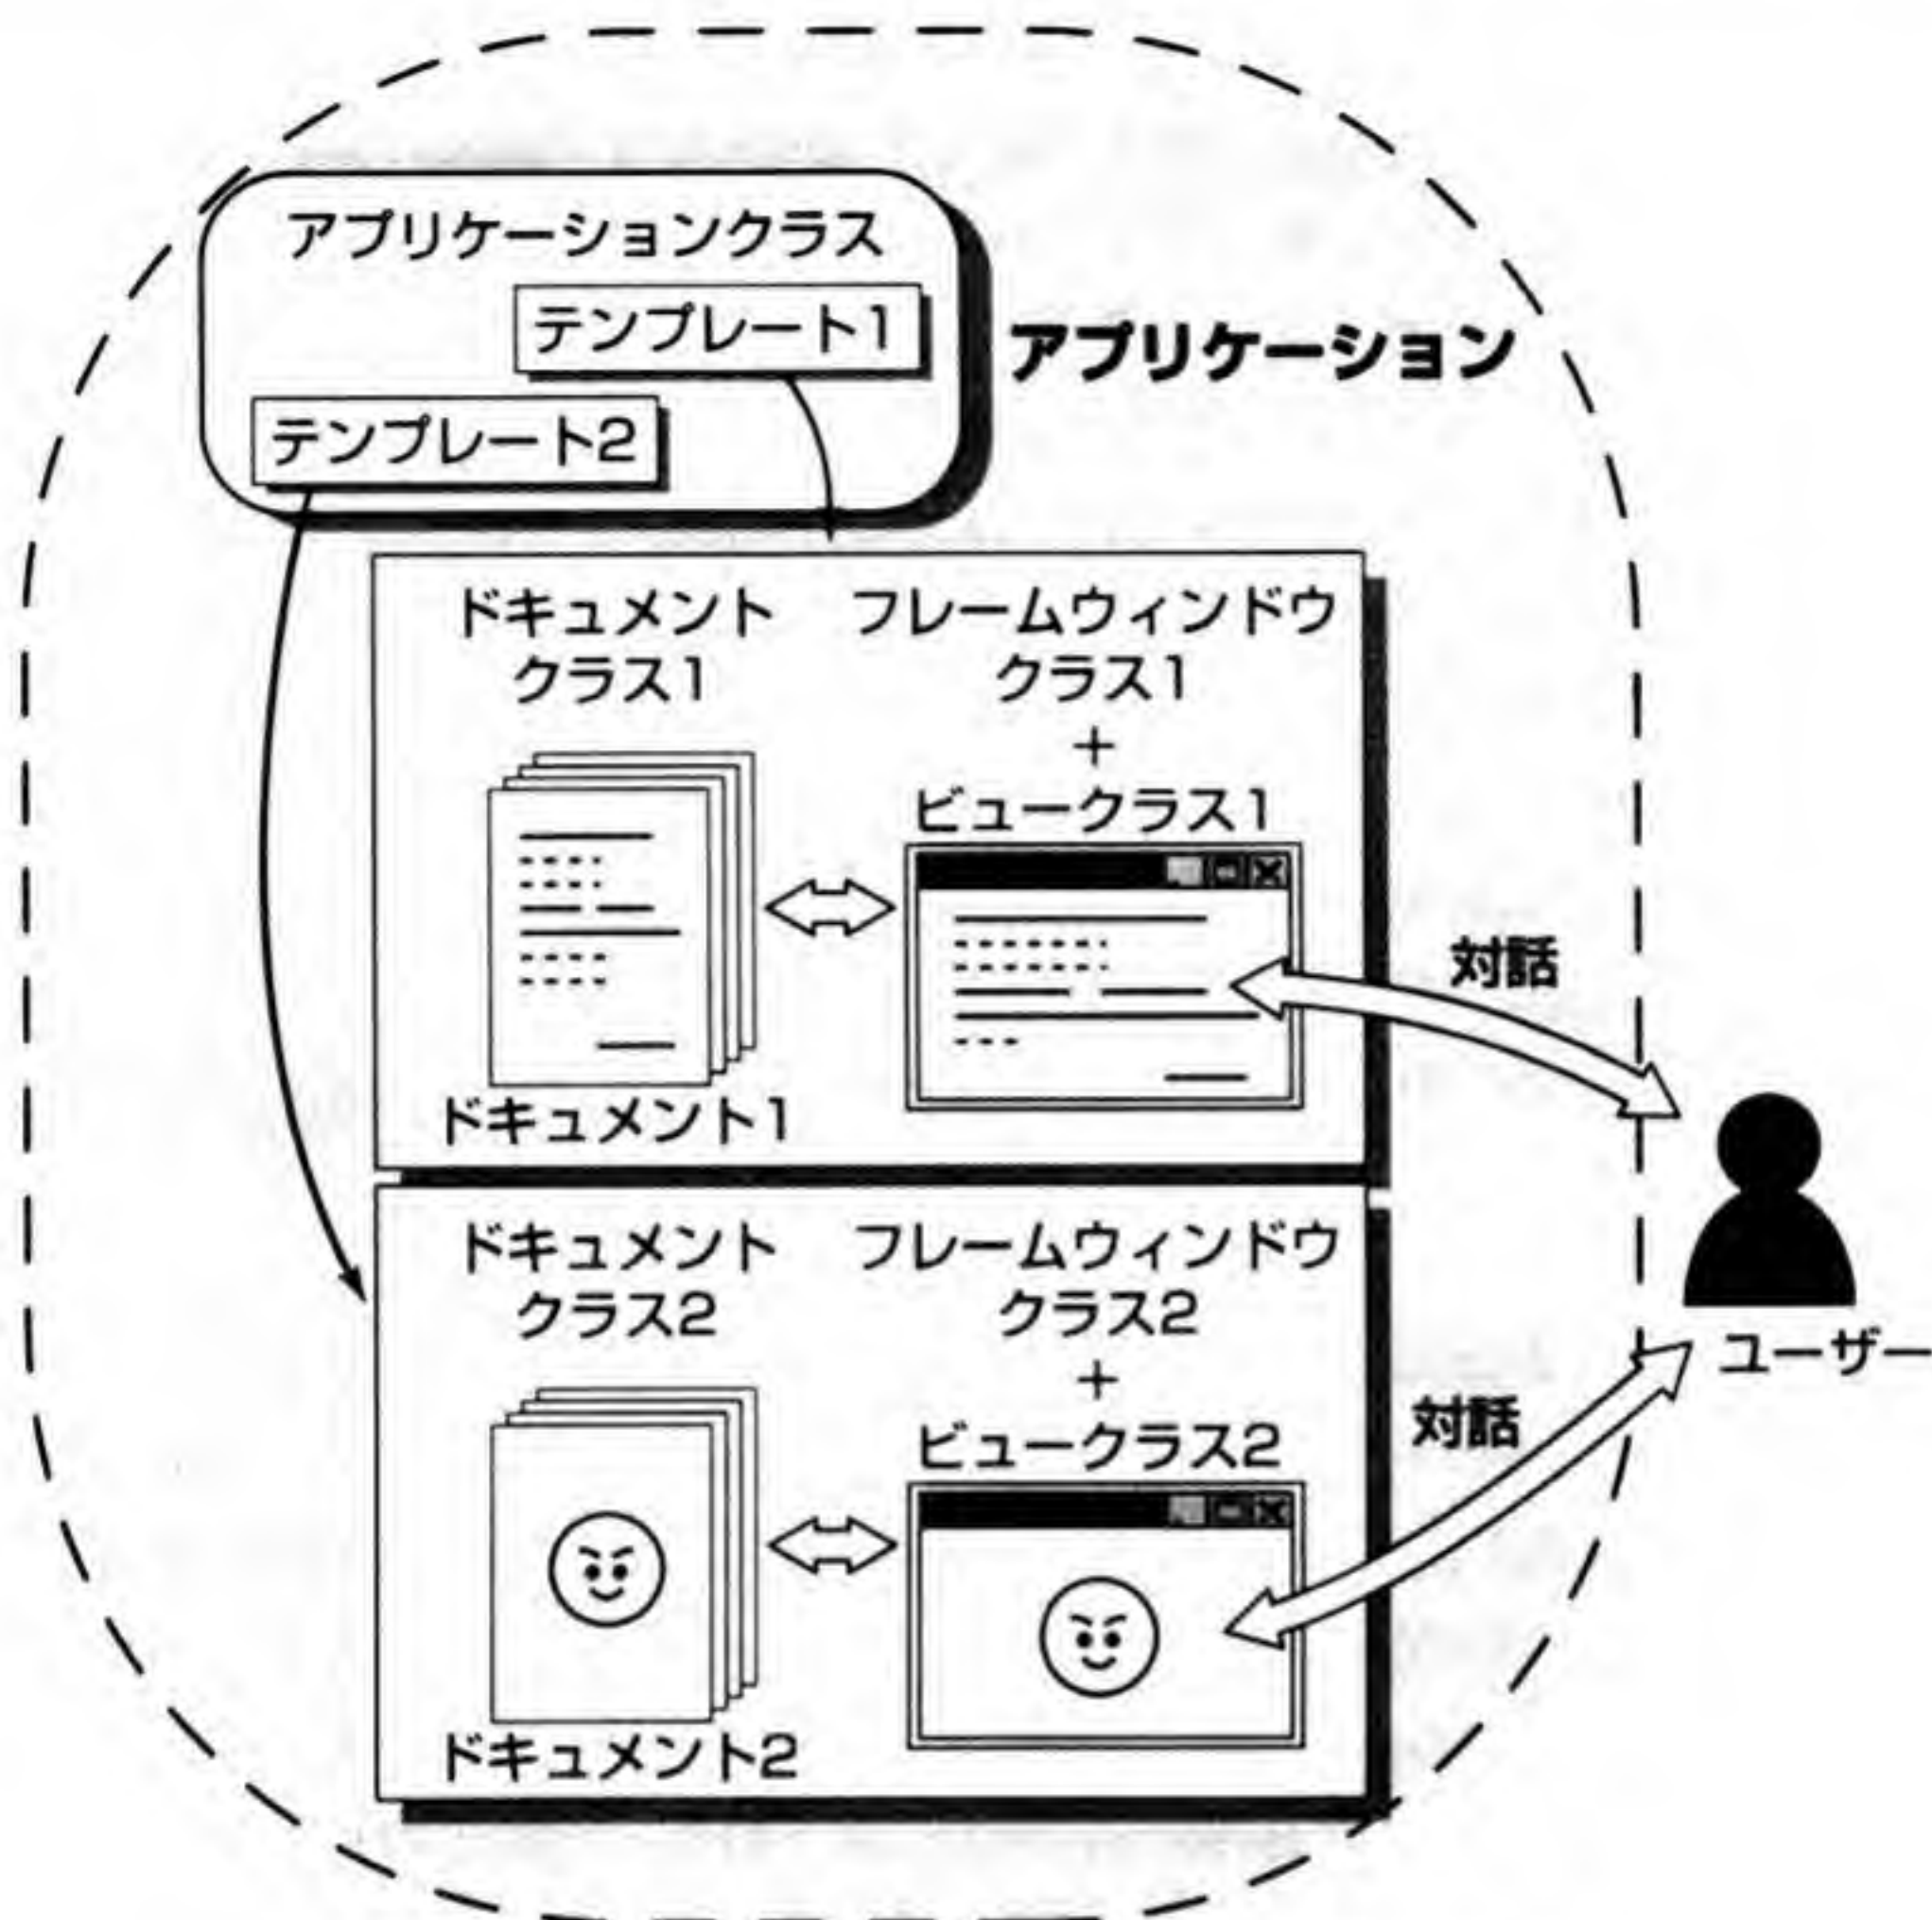 アプリケーションクラス
テンプレート1
アプリケーション
テンプレート2
ドキュメント
クラス1
フレームウィンドウ
クラス1
+
ビュークラス1
対話
ドキュメント1
ドキュメント
クラス2
フレームウィンドウ
クラス2
+
ビュークラス2
ユーザー
対話
ドキュメント2